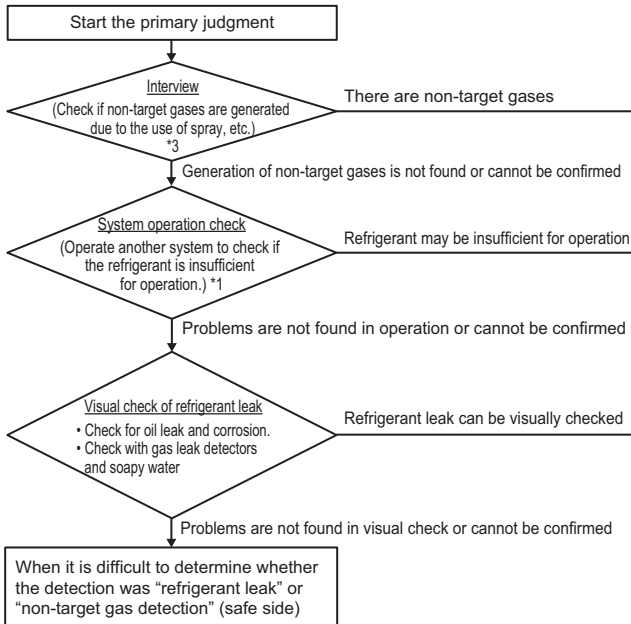 Start the primary judgment
Interview
(Check if non-target gases are generated
due to the use of spray, etc.)
*3
There are non-target gases
Generation of non-target gases is not found or cannot be confirmed
System operation check
(Operate another system to check if
the refrigerant is insufficient
for operation.) *1
Refrigerant may be insufficient for operation
Problems are not found in operation or cannot be confirmed
Visual check of refrigerant leak
• Check for oil leak and corrosion.
• Check with gas leak detectors
and soapy water
Refrigerant leak can be visually checked
Problems are not found in visual check or cannot be confirmed
When it is difficult to determine whether
the detection was “refrigerant leak” or
“non-target gas detection” (safe side)